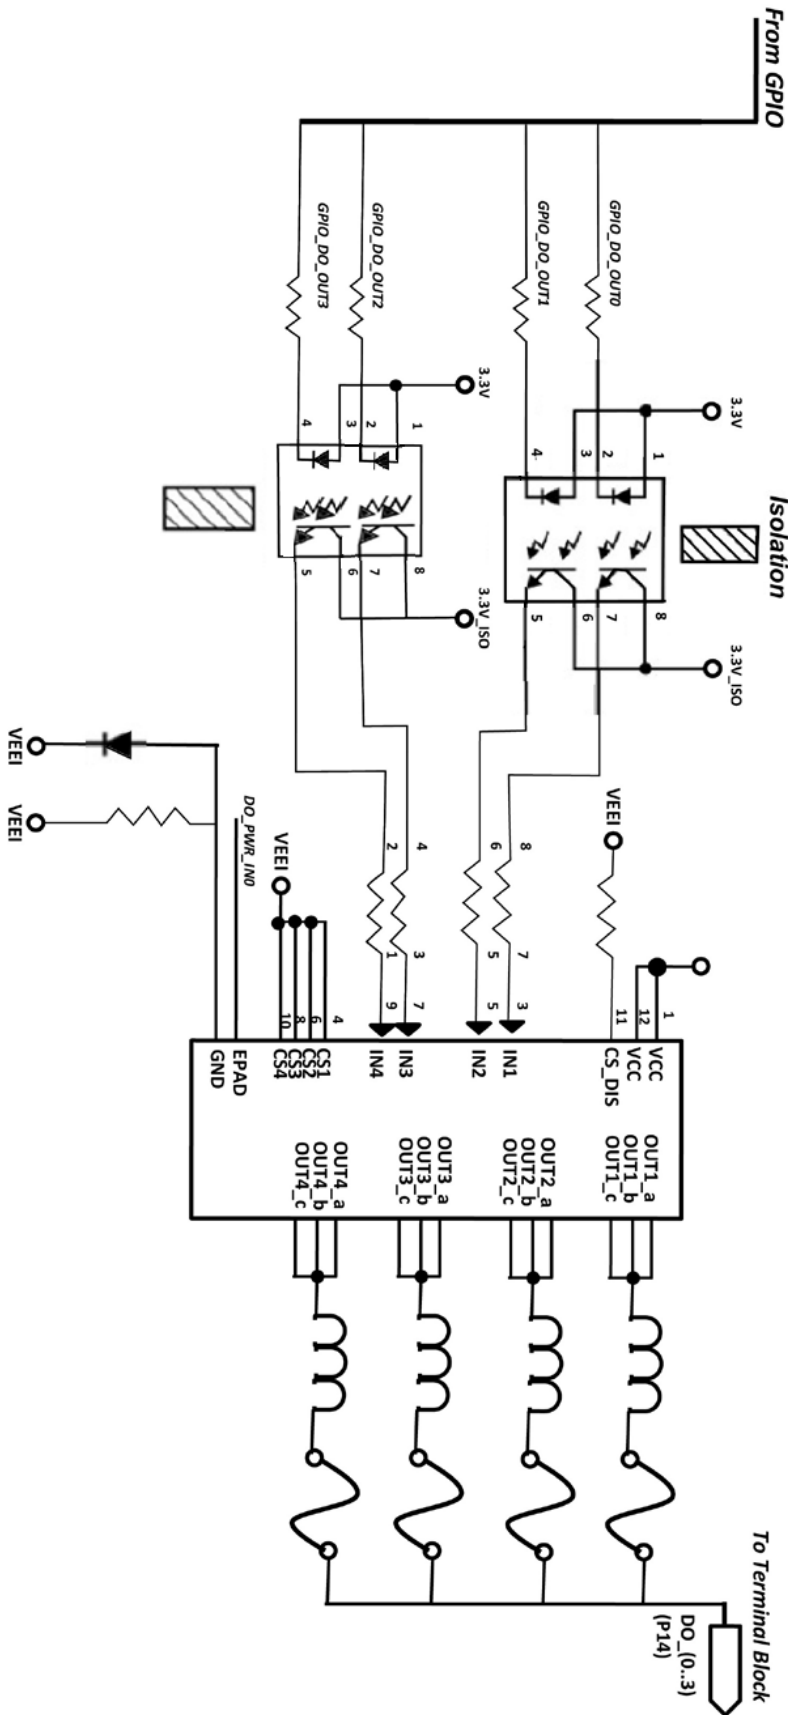 From GPIO
Isolation
To Terminal Block
GPIO_DO_OUT0
GPIO_DO_OUT1
GPIO_DO_OUT2
GPIO_DO_OUT3
3.3V
1
2
3
4
8
7
6
5
3.3V_ISO
3.3V
1
2
3
4
8
7
6
5
3.3V_ISO
VEEI
8
7
3
6
5
5
4
3
7
2
1
9
1
12
11
VCC
VCC
CS_DIS
IN1
IN2
IN3
IN4
VEEI
4
6
8
10
CS1
CS2
CS3
CS4
DO_PWR_IN0
EPAD
GND
VEEI
VEEI
OUT1_a
OUT1_b
OUT1_c
OUT2_a
OUT2_b
OUT2_c
OUT3_a
OUT3_b
OUT3_c
OUT4_a
OUT4_b
OUT4_c
DO_(0..3)
(P14)